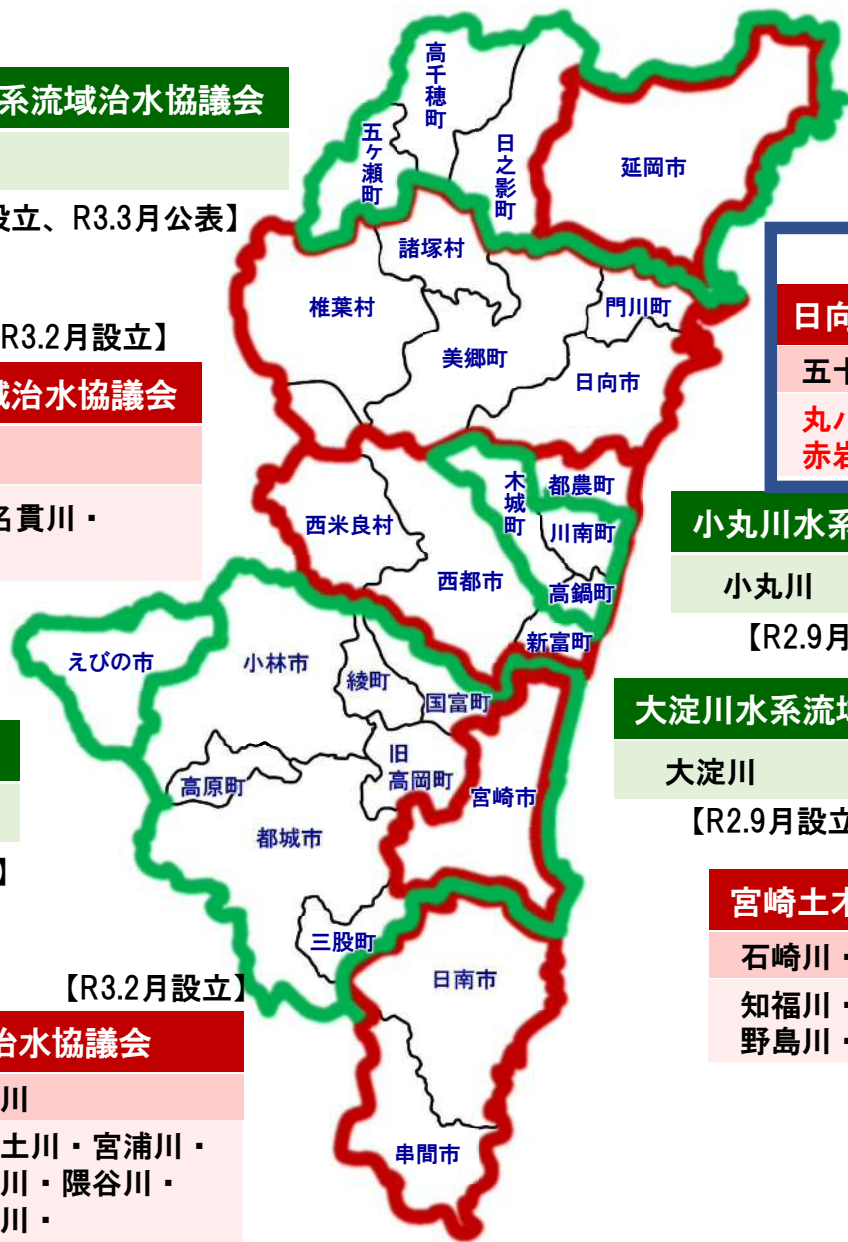 系流域治水協議会
設立、R3.3月公表】
R3.2月設立】
域治水協議会
名貫川・
】
【R3.2月設立】
治水協議会
川
土川・宮浦川・
川・隈谷川・
川・
高千穂町
五ヶ瀬町
日之影町
延岡市
諸塚村
椎葉村
門川町
美郷町
日向市
木城町
都農町
西米良村
川南町
西都市
高鍋町
新富町
えびの市
小林市
綾町
国富町
旧
高岡町
高原町
宮崎市
都城市
三股町
日南市
串間市
日向
五十
丸バ
赤岩
小丸川水系
小丸川
【R2.9月
大淀川水系流域
大淀川
【R2.9月設立
宮崎土木
石崎川・
知福川・
野島川・